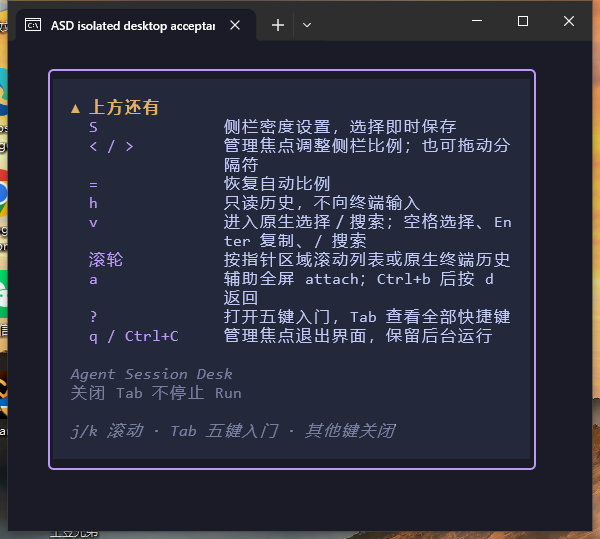 ASD isolated desktop acceptan
▲ 上方还有
S 侧栏密度设置，选择即时保存
< / > 管理焦点调整侧栏比例；也可拖动分
隔符
= 恢复自动比例
h 只读历史，不向终端输入
v 进入原生选择 / 搜索；空格选择、En
ter 复制、/ 搜索
滚轮 按指针区域滚动列表或原生终端历史
a 辅助全屏 attach；Ctrl+b 后按 d
返回
? 打开五键入门，Tab 查看全部快捷键
q / Ctrl+C 管理焦点退出界面，保留后台运行
Agent Session Desk
关闭 Tab 不停止 Run
j/k 滚动 · Tab 五键入门 · 其他键关闭